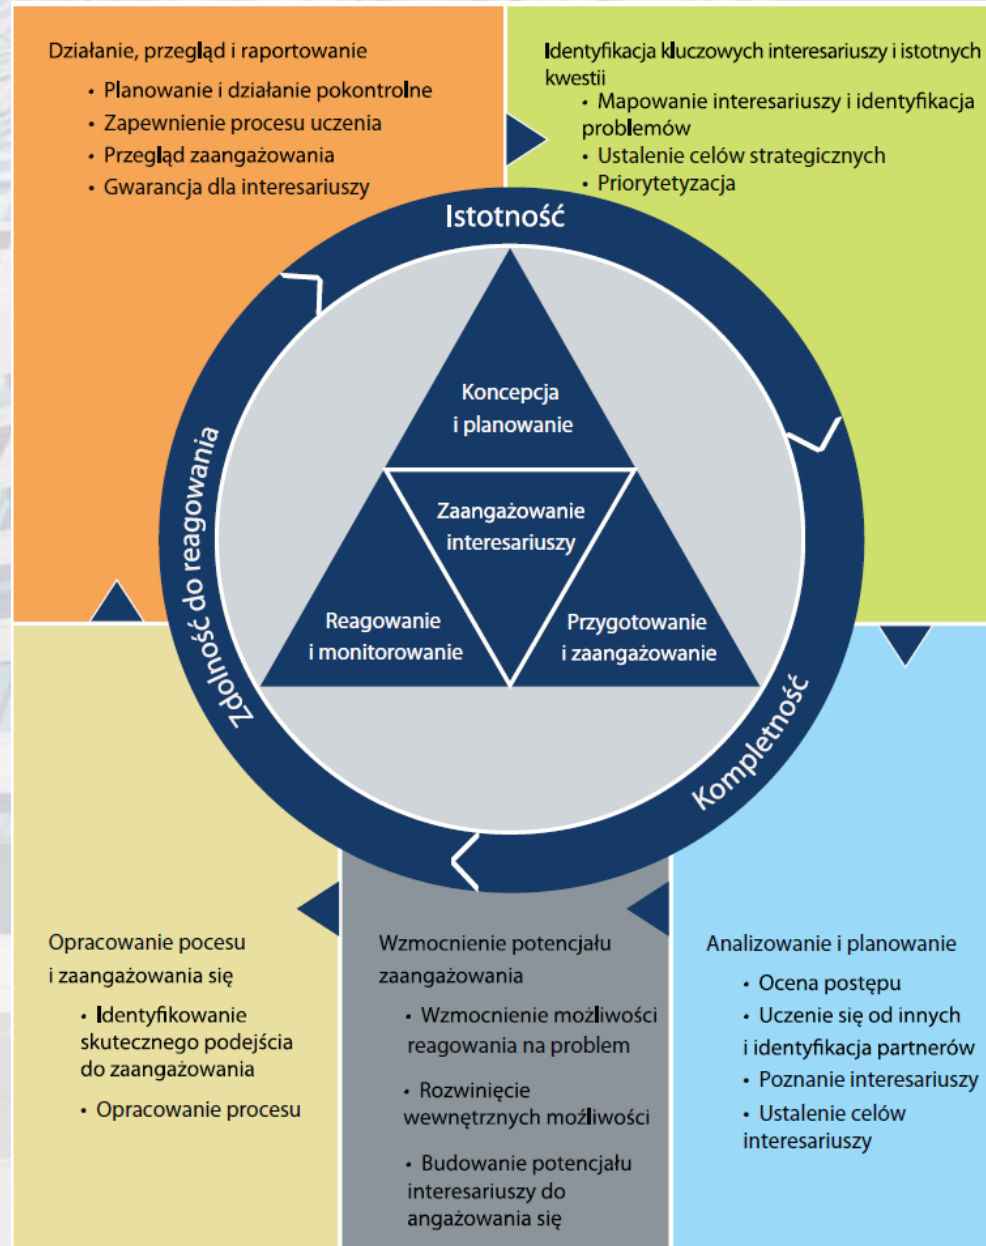 Działanie, przegląd i raportowanie
• Planowanie i działanie pokontrolne
• Zapewnienie procesu uczenia
• Przegląd zaangażowania
• Gwarancja dla interesariuszy
Identyfikacja kluczowych interesariuszy i istotnych
kwestii
• Mapowanie interesariuszy i identyfikacja
problemów
• Ustalenie celów strategicznych
• Priorytetyzacja
Istotność
Koncepcja
i planowanie
Zaangażowanie
interesariuszy
Reagowanie
i monitorowanie
Przygotowanie
i zaangażowanie
Zdolność do reagowania
Kompletność
Opracowanie pocesu
i zaangażowania się
• Identyfikowanie
skutecznego podejścia
do zaangażowania
• Opracowanie procesu
Wzmocnienie potencjału
zaangażowania
• Wzmocnienie możliwości
reagowania na problem
• Rozwinięcie
wewnętrznych możliwości
• Budowanie potencjału
interesariuszy do
angażowania się
Analizowanie i planowanie
• Ocena postępu
• Uczenie się od innych
i identyfikacja partnerów
• Poznanie interesariuszy
• Ustalenie celów
interesariuszy